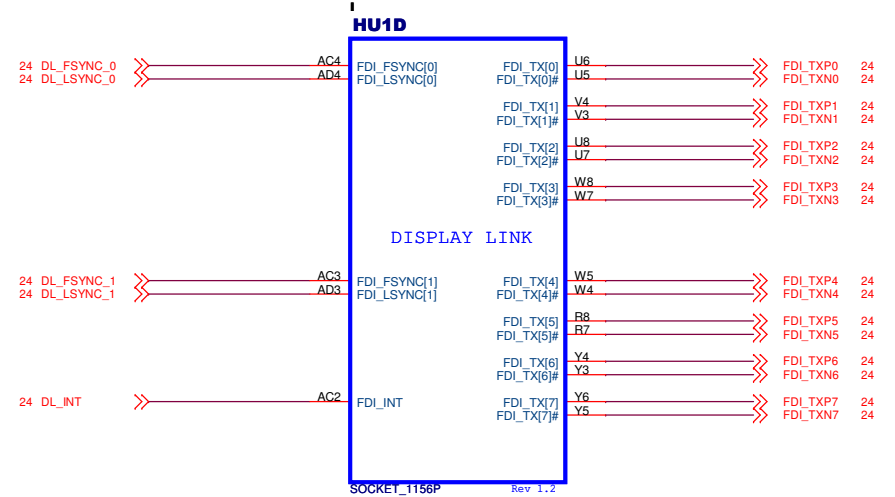 HU1D
24 DL_FSYNC_0 AC4 FDI_FSYNC[0] FDI_TX[0] U6 FDI_TXP0 24
24 DL_LSYNC_0 AD4 FDI_LSYNC[0] FDI_TX[0]# U5 FDI_TXN0 24
FDI_TX[1] V4 FDI_TXP1 24
FDI_TX[1]# V3 FDI_TXN1 24
FDI_TX[2] U8 FDI_TXP2 24
FDI_TX[2]# U7 FDI_TXN2 24
FDI_TX[3] W8 FDI_TXP3 24
FDI_TX[3]# W7 FDI_TXN3 24
DISPLAY LINK
24 DL_FSYNC_1 AC3 FDI_FSYNC[1] FDI_TX[4] W5 FDI_TXP4 24
24 DL_LSYNC_1 AD3 FDI_LSYNC[1] FDI_TX[4]# W4 FDI_TXN4 24
FDI_TX[5] R8 FDI_TXP5 24
FDI_TX[5]# R7 FDI_TXN5 24
FDI_TX[6] Y4 FDI_TXP6 24
FDI_TX[6]# Y3 FDI_TXN6 24
24 DL_INT AC2 FDI_INT FDI_TX[7] Y6 FDI_TXP7 24
FDI_TX[7]# Y5 FDI_TXN7 24
SOCKET_1156P Rev 1.2